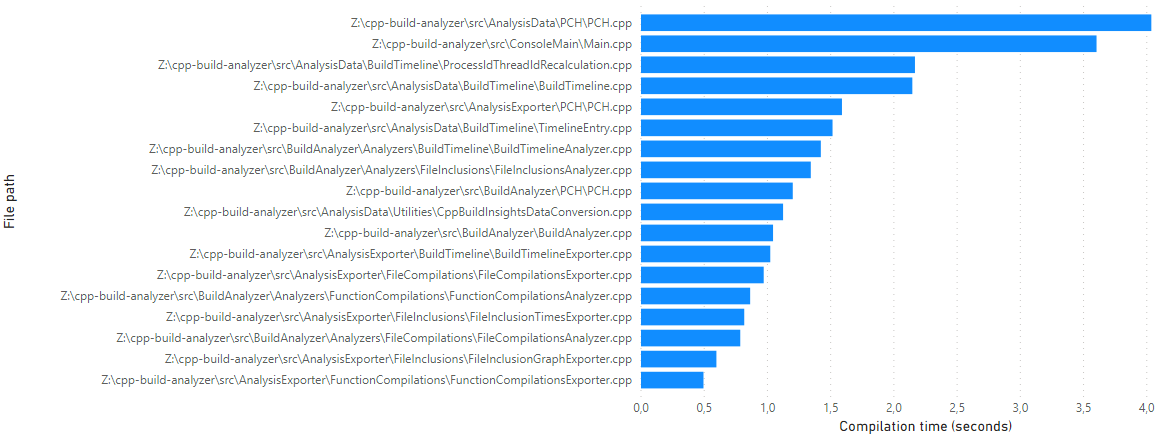 Z:\cpp-build-analyzer\src\AnalysisData\PCH\PCH.cpp
Z:\cpp-build-analyzer\src\ConsoleMain\Main.cpp
Z:\cpp-build-analyzer\src\AnalysisData\BuildTimeline\ProcessIdThreadIdRecalculation.cpp
Z:\cpp-build-analyzer\src\AnalysisData\BuildTimeline\BuildTimeline.cpp
Z:\cpp-build-analyzer\src\AnalysisExporter\PCH\PCH.cpp
Z:\cpp-build-analyzer\src\AnalysisData\BuildTimeline\TimelineEntry.cpp
Z:\cpp-build-analyzer\src\BuildAnalyzer\Analyzers\BuildTimeline\BuildTimelineAnalyzer.cpp
Z:\cpp-build-analyzer\src\BuildAnalyzer\Analyzers\FileInclusions\FileInclusionsAnalyzer.cpp
Z:\cpp-build-analyzer\src\BuildAnalyzer\PCH\PCH.cpp
Z:\cpp-build-analyzer\src\AnalysisData\Utilities\CppBuildInsightsDataConversion.cpp
Z:\cpp-build-analyzer\src\BuildAnalyzer\BuildAnalyzer.cpp
Z:\cpp-build-analyzer\src\AnalysisExporter\BuildTimeline\BuildTimelineExporter.cpp
Z:\cpp-build-analyzer\src\AnalysisExporter\FileCompilations\FileCompilationsExporter.cpp
Z:\cpp-build-analyzer\src\BuildAnalyzer\Analyzers\FunctionCompilations\FunctionCompilationsAnalyzer.cpp
Z:\cpp-build-analyzer\src\AnalysisExporter\FileInclusions\FileInclusionTimesExporter.cpp
Z:\cpp-build-analyzer\src\BuildAnalyzer\Analyzers\FileCompilations\FileCompilationsAnalyzer.cpp
Z:\cpp-build-analyzer\src\AnalysisExporter\FileInclusions\FileInclusionGraphExporter.cpp
Z:\cpp-build-analyzer\src\AnalysisExporter\FunctionCompilations\FunctionCompilationsExporter.cpp
File path
0,0 0,5 1,0 1,5 2,0 2,5 3,0 3,5 4,0
Compilation time (seconds)